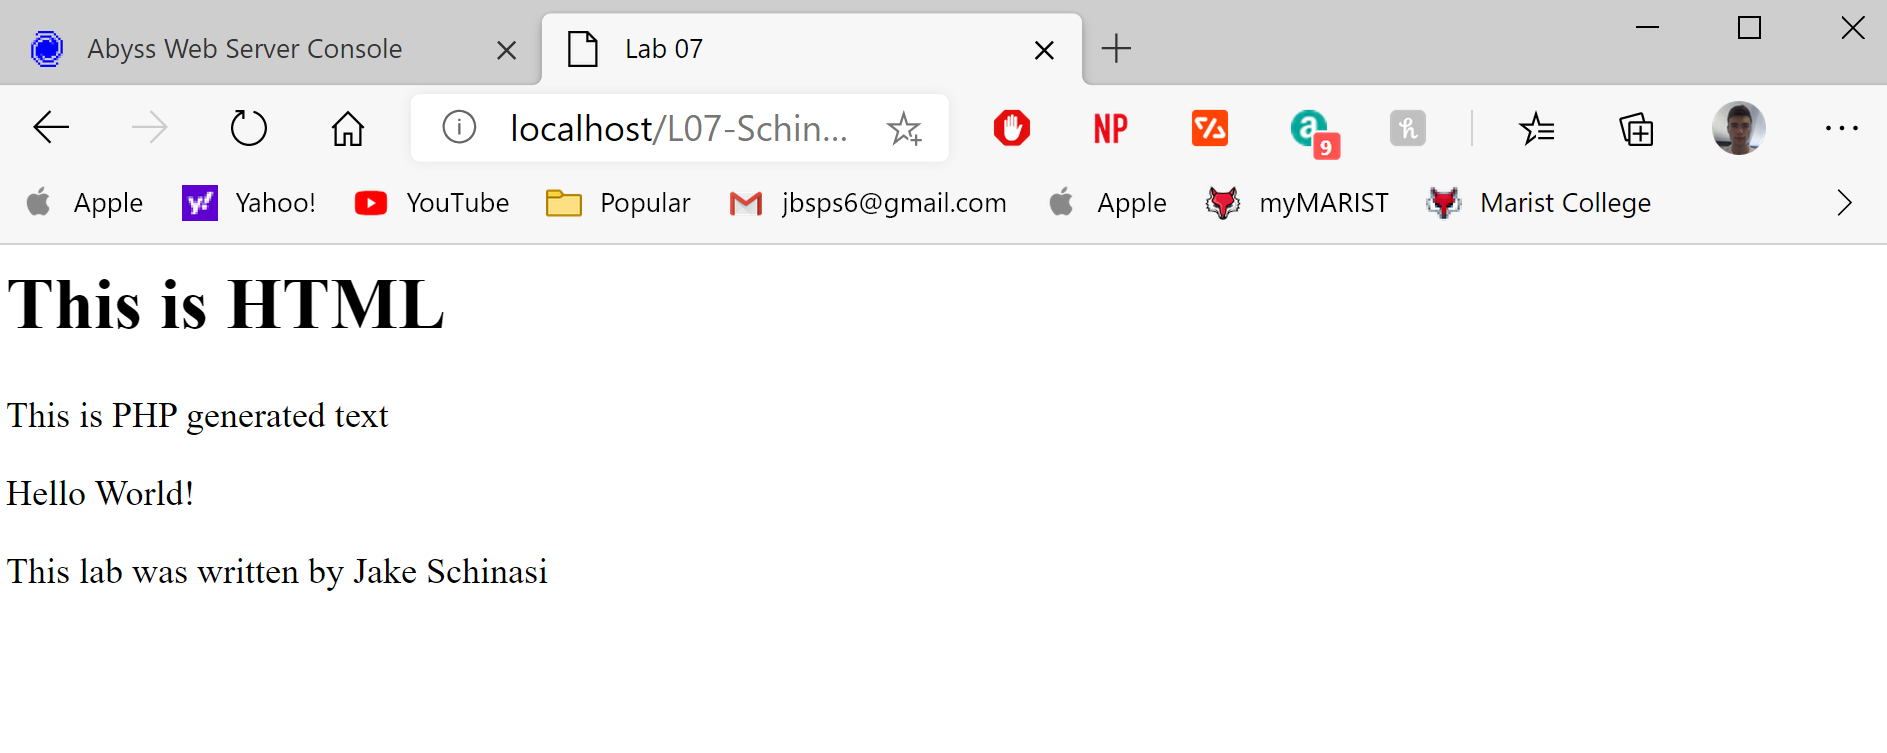 Abyss Web Server Console Lab 07
localhost/L07-Schin... NP a 9 h
Apple Yahoo! YouTube Popular jbsps6@gmail.com Apple myMARIST Marist College
This is HTML
This is PHP generated text
Hello World!
This lab was written by Jake Schinasi